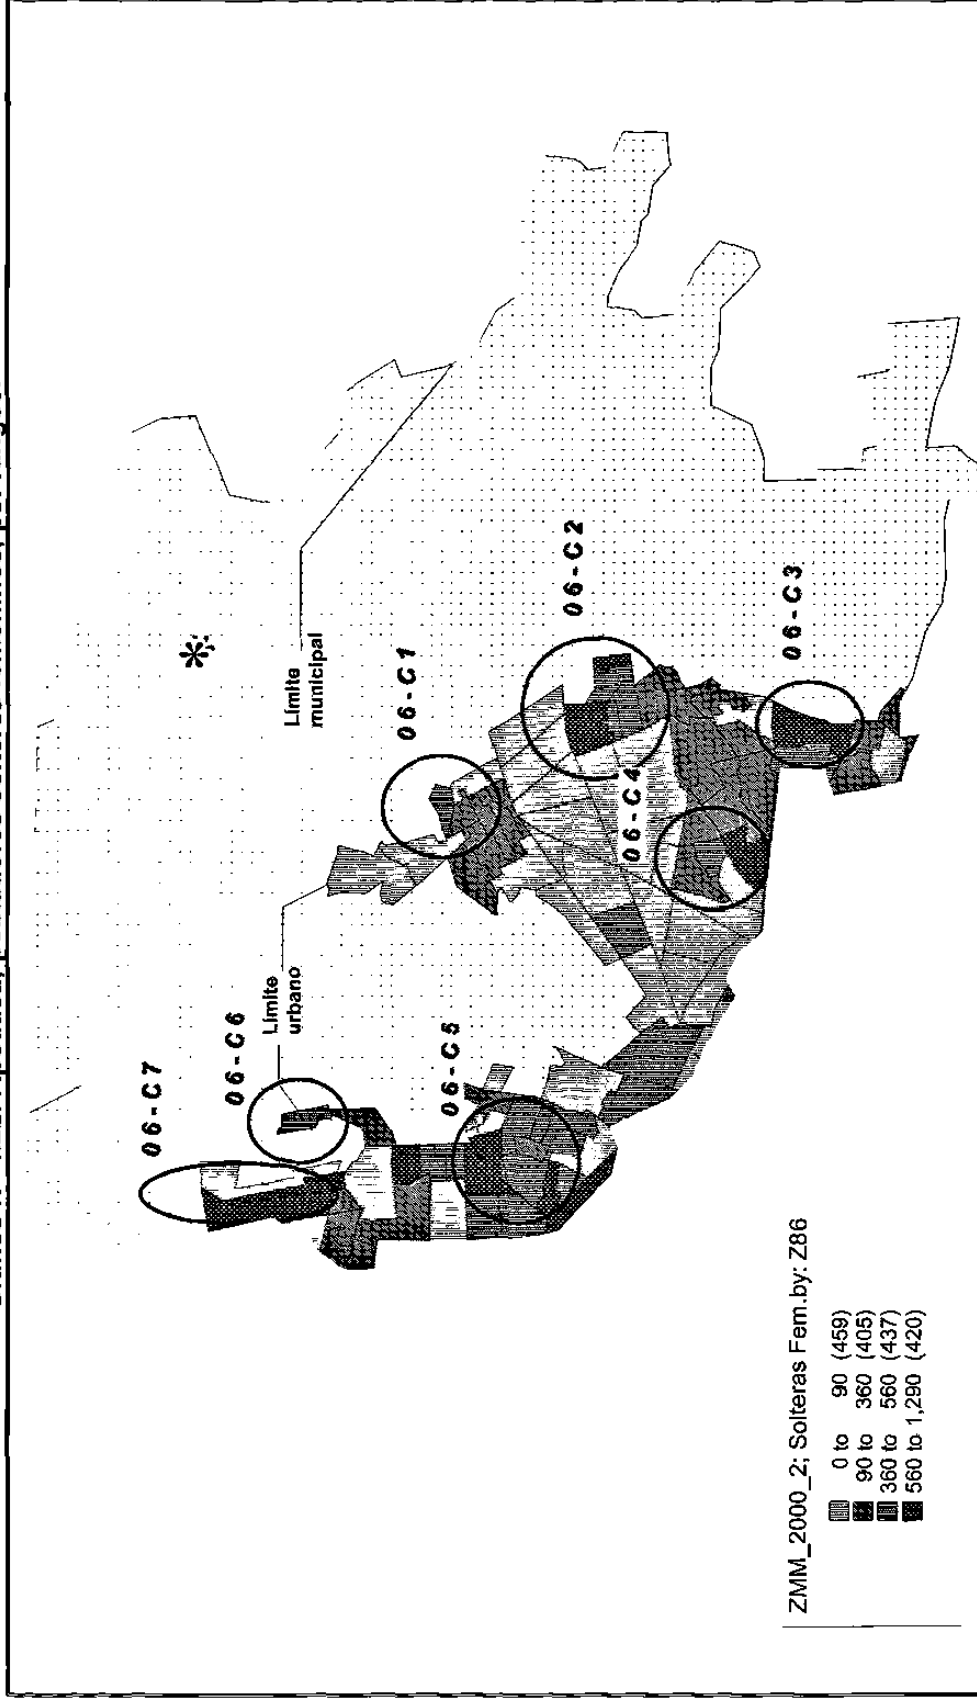 06-C7
06-C6
Límite
urbano
06-C5
Límite
municipal
06-C1
06-C2
06-C4
06-C3
ZMM_2000_2; Solteras Fem.by: Z86
0 to 90 (459)
90 to 360 (405)
360 to 560 (437)
560 to 1,290 (420)